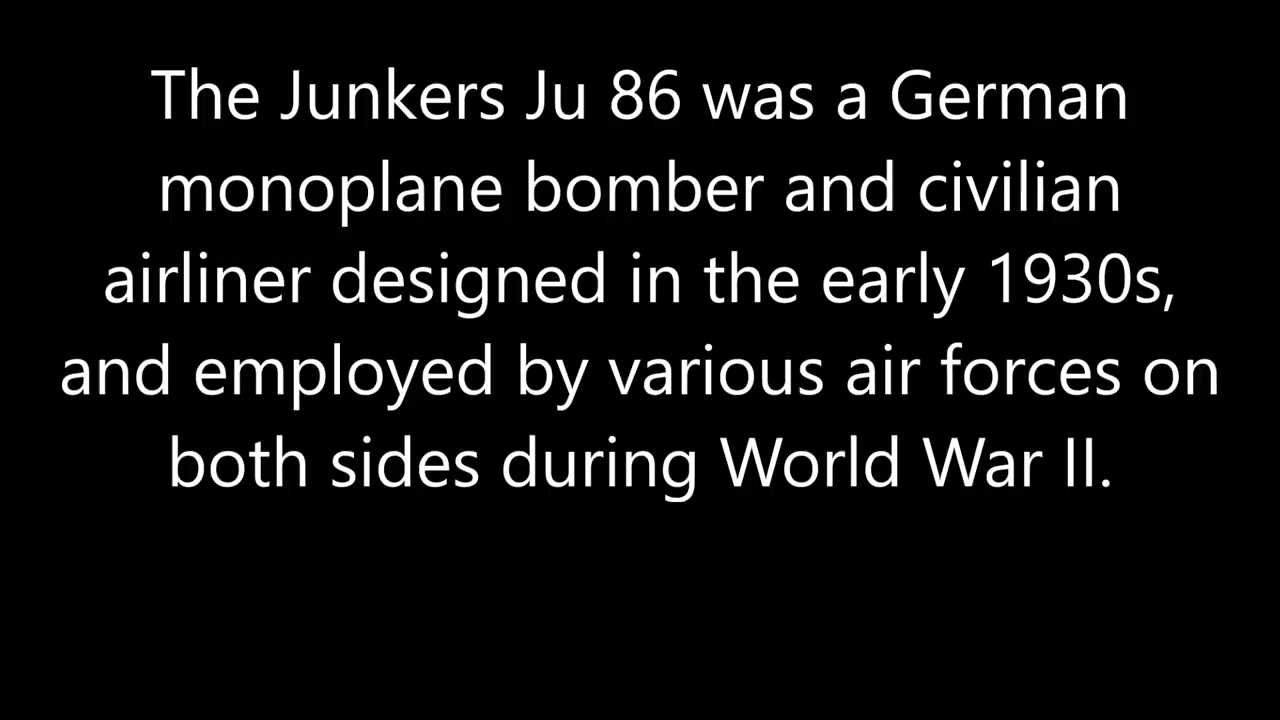 The Junkers Ju 86 was a German
monoplane bomber and civilian
airliner designed in the early 1930s,
and employed by various air forces on
both sides during World War II.